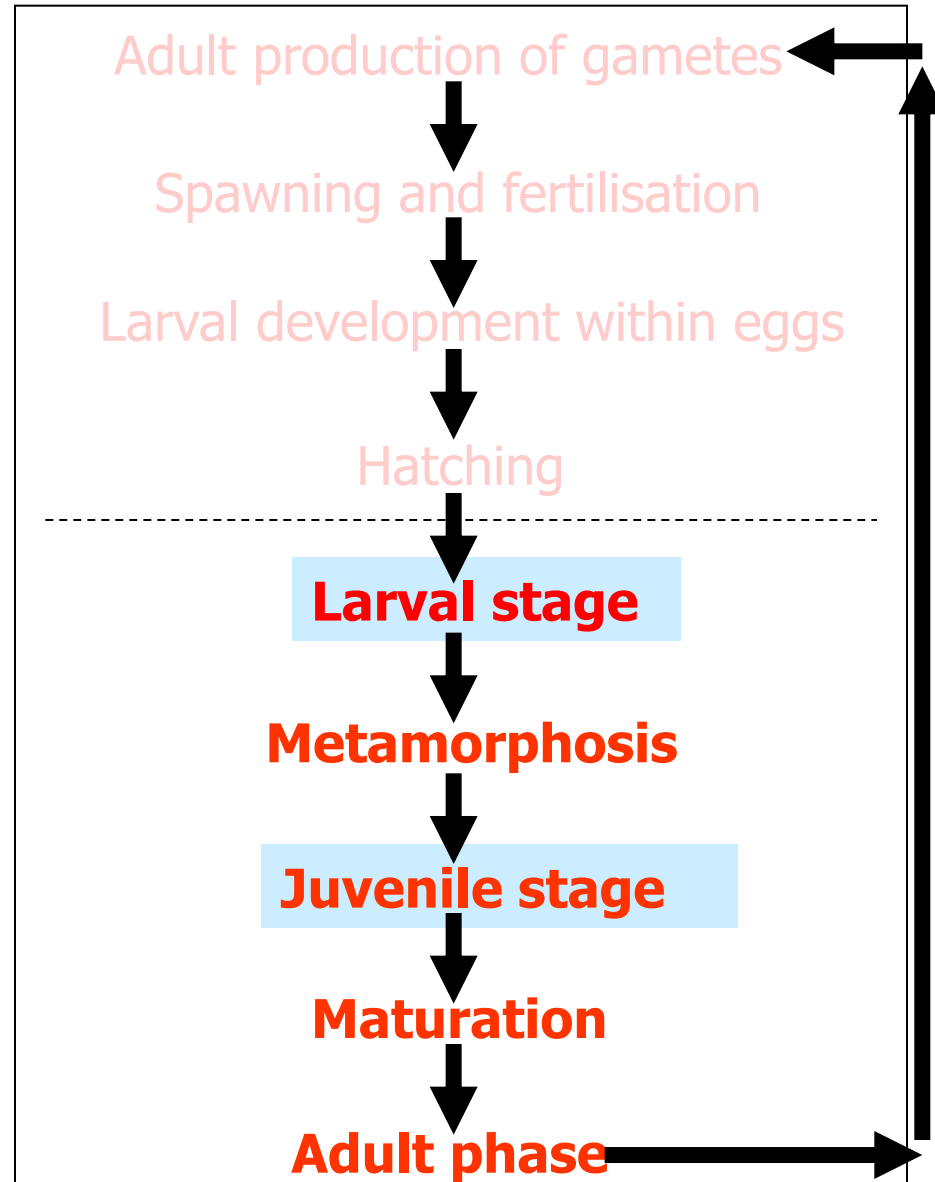 Adult production of gametes
Spawning and fertilisation
Larval development within eggs
Hatching
Larval stage
Metamorphosis
Juvenile stage
Maturation
Adult phase